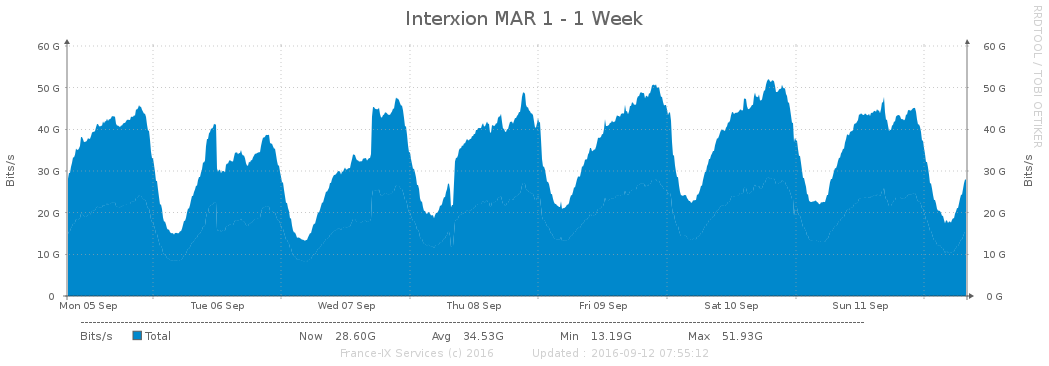 Interxion MAR 1 - 1 Week
RRDTOOL / TOBI OETIKER
Bits/s
60 G
50 G
40 G
30 G
20 G
10 G
0
60 G
50 G
40 G
30 G
20 G
10 G
0 G
Bits/s
Mon 05 Sep Tue 06 Sep Wed 07 Sep Thu 08 Sep Fri 09 Sep Sat 10 Sep Sun 11 Sep
Bits/s Total Now 28.60G Avg 34.53G Min 13.19G Max 51.93G
France-IX Services (c) 2016 Updated : 2016-09-12 07:55:12